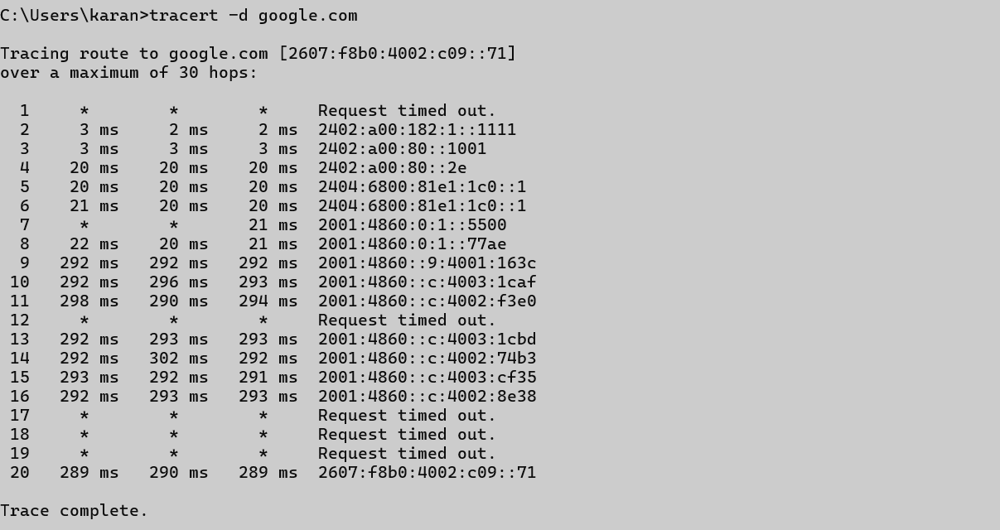 C:\Users\karan>tracert -d google.com
Tracing route to google.com [2607:f8b0:4002:c09::71]
over a maximum of 30 hops:
  1     *        *        *     Request timed out.
  2     3 ms     2 ms     2 ms  2402:a00:182:1::1111
  3     3 ms     3 ms     3 ms  2402:a00:80::1001
  4    20 ms    20 ms    20 ms  2402:a00:80::2e
  5    20 ms    20 ms    20 ms  2404:6800:81e1:1c0::1
  6    21 ms    20 ms    20 ms  2404:6800:81e1:1c0::1
  7     *        *       21 ms  2001:4860:0:1::5500
  8    22 ms    20 ms    21 ms  2001:4860:0:1::77ae
  9   292 ms   292 ms   292 ms  2001:4860::9:4001:163c
 10   292 ms   296 ms   293 ms  2001:4860::c:4003:1caf
 11   298 ms   290 ms   294 ms  2001:4860::c:4002:f3e0
 12     *        *        *     Request timed out.
 13   292 ms   293 ms   293 ms  2001:4860::c:4003:1cbd
 14   292 ms   302 ms   292 ms  2001:4860::c:4002:74b3
 15   293 ms   292 ms   291 ms  2001:4860::c:4003:cf35
 16   292 ms   293 ms   293 ms  2001:4860::c:4002:8e38
 17     *        *        *     Request timed out.
 18     *        *        *     Request timed out.
 19     *        *        *     Request timed out.
 20   289 ms   290 ms   289 ms  2607:f8b0:4002:c09::71
Trace complete.